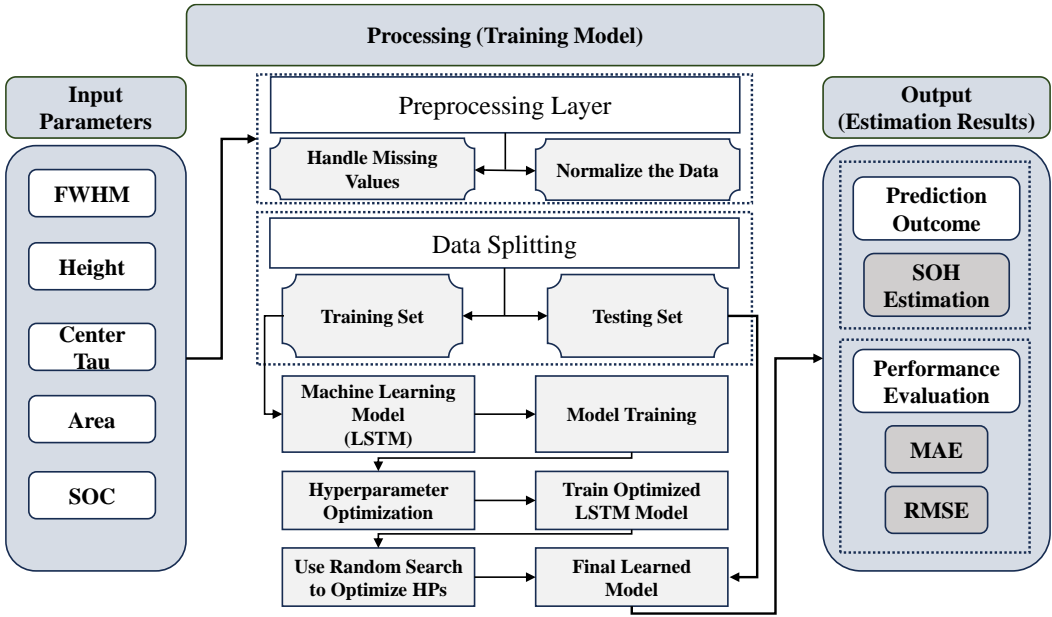 Processing (Training Model)
Input
Parameters
FWHM
Height
Center
Tau
Area
SOC
Preprocessing Layer
Handle Missing
Values
Normalize the Data
Data Splitting
Training Set
Testing Set
Machine Learning
Model
(LSTM)
Model Training
Hyperparameter
Optimization
Train Optimized
LSTM Model
Use Random Search
to Optimize HPs
Final Learned
Model
Output
(Estimation Results)
Prediction
Outcome
SOH
Estimation
Performance
Evaluation
MAE
RMSE